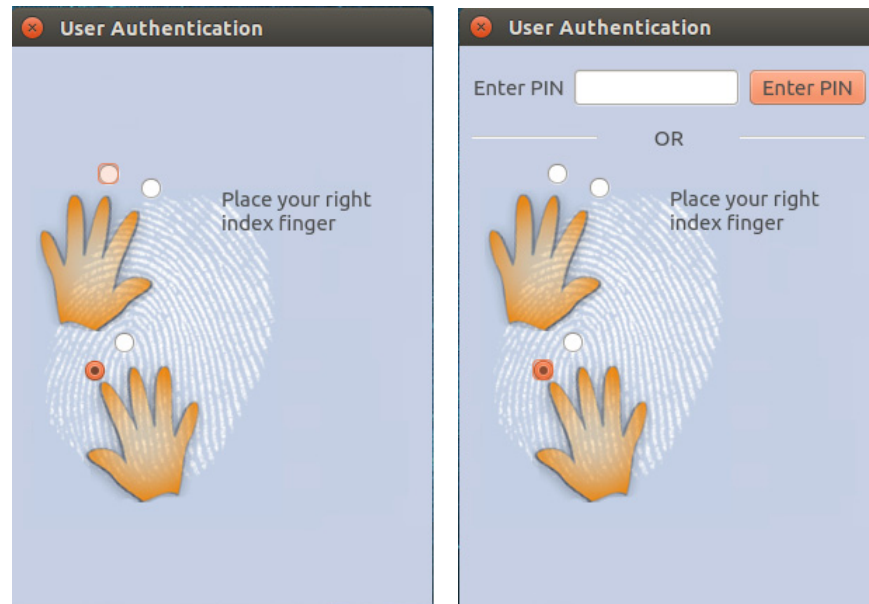 User Authentication
Place your right
index finger
User Authentication
Enter PIN
Enter PIN
OR
Place your right
index finger